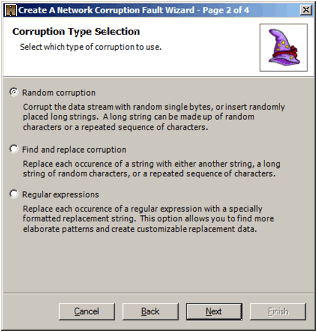 Create A Network Corruption Fault Wizard - Page 2 of 4
Corruption Type Selection
Select which type of corruption to use.
Random corruption
Corrupt the data stream with random single bytes, or insert randomly
placed long strings. A long string can be made up of random
characters or a repeated sequence of characters.
Find and replace corruption
Replace each occurence of a string with either another string, a long
string of random characters, or a repeated sequence of characters.
Regular expressions
Replace each occurence of a regular expression with a specially
formatted replacement string. This option allows you to find more
elaborate patterns and create customizable replacement data.
Cancel
Back
Next
Finish